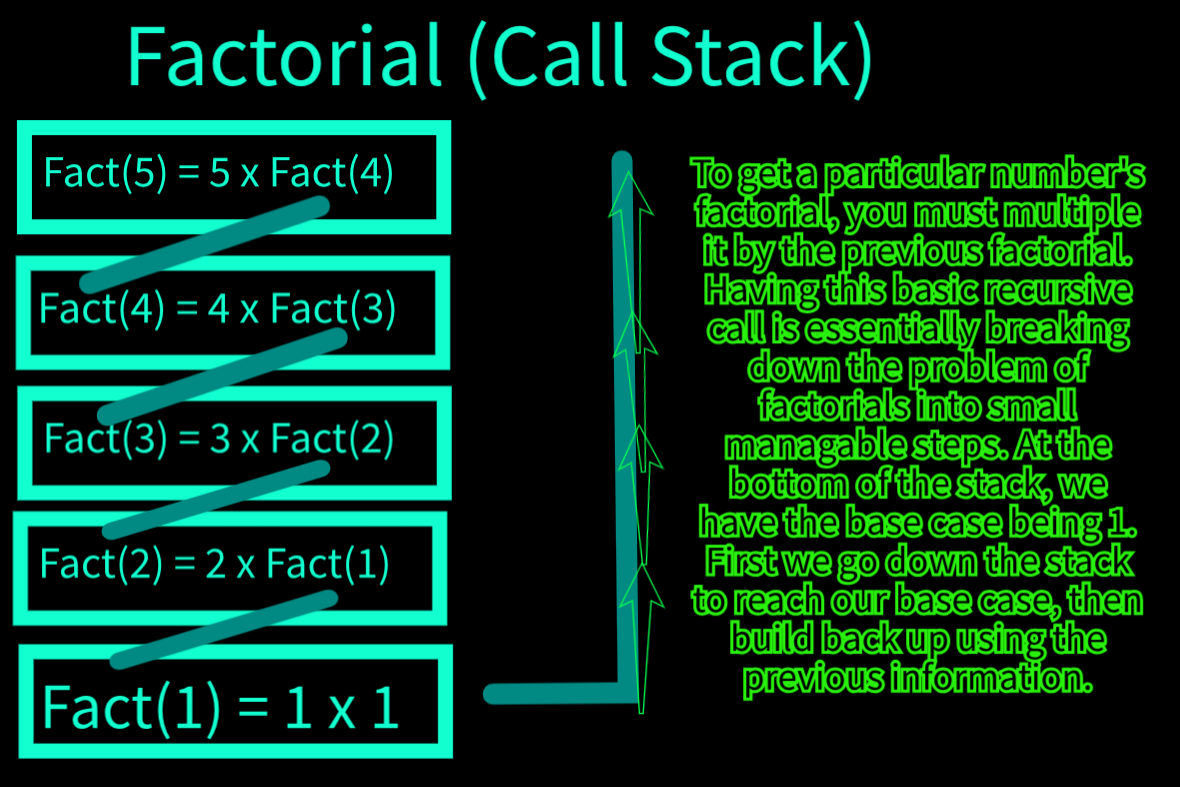 Factorial (Call Stack)
Fact(5) = 5 x Fact(4)
Fact(4) = 4 x Fact(3)
Fact(3) = 3 x Fact(2)
Fact(2) = 2 x Fact(1)
Fact(1) = 1 x 1
To get a particular number's
factorial, you must multiple
it by the previous factorial.
Having this basic recursive
call is essentially breaking
down the problem of
factorials into small
managable steps. At the
bottom of the stack, we
have the base case being 1.
First we go down the stack
to reach our base case, then
build back up using the
previous information.